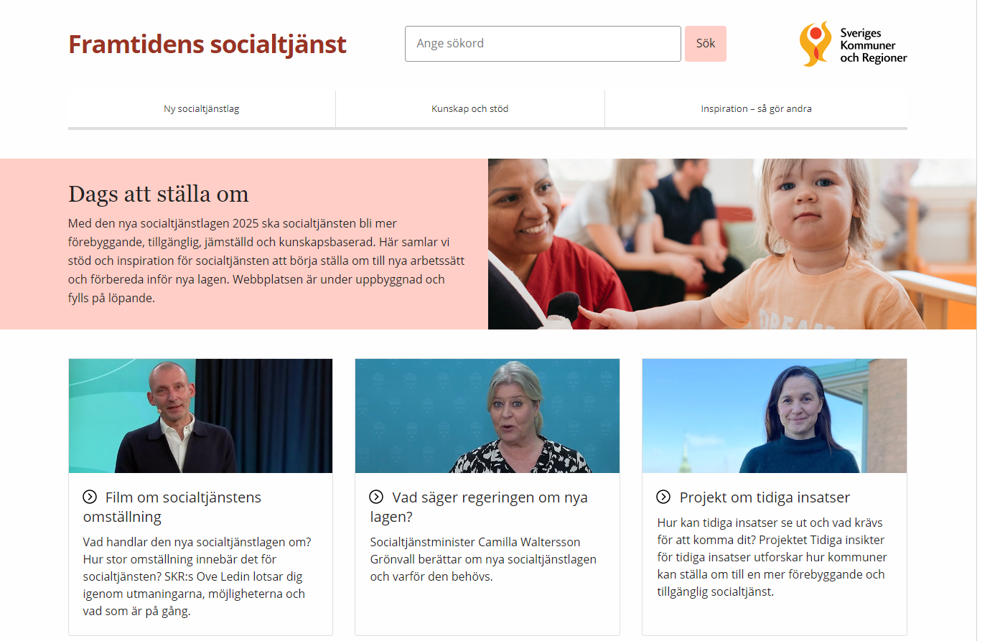 Framtidens socialtjänst
Ange sökord
Sök
Sveriges
Kommuner
och Regioner
Ny socialtjänstlag
Kunskap och stöd
Inspiration – så gör andra
Dags att ställa om
Med den nya socialtjänstlagen 2025 ska socialtjänsten bli mer
förebyggande, tillgänglig, jämställd och kunskapsbaserad. Här samlar vi
stöd och inspiration för socialtjänsten att börja ställa om till nya arbetssätt
och förbereda inför nya lagen. Webbplatsen är under uppbyggnad och
fylls på löpande.
DREAM
Film om socialtjänstens
omställning
Vad handlar den nya socialtjänstlagen om?
Hur stor omställning innebär det för
socialtjänsten? SKR:s Ove Ledin lotsar dig
igenom utmaningarna, möjligheterna och
vad som är på gång.
Vad säger regeringen om nya
lagen?
Socialtjänstminister Camilla Waltersson
Grönvall berättar om nya socialtjänstlagen
och varför den behövs.
Projekt om tidiga insatser
Hur kan tidiga insatser se ut och vad krävs
för att komma dit? Projektet Tidiga insikter
för tidiga insatser utforskar hur kommuner
kan ställa om till en mer förebyggande och
tillgänglig socialtjänst.